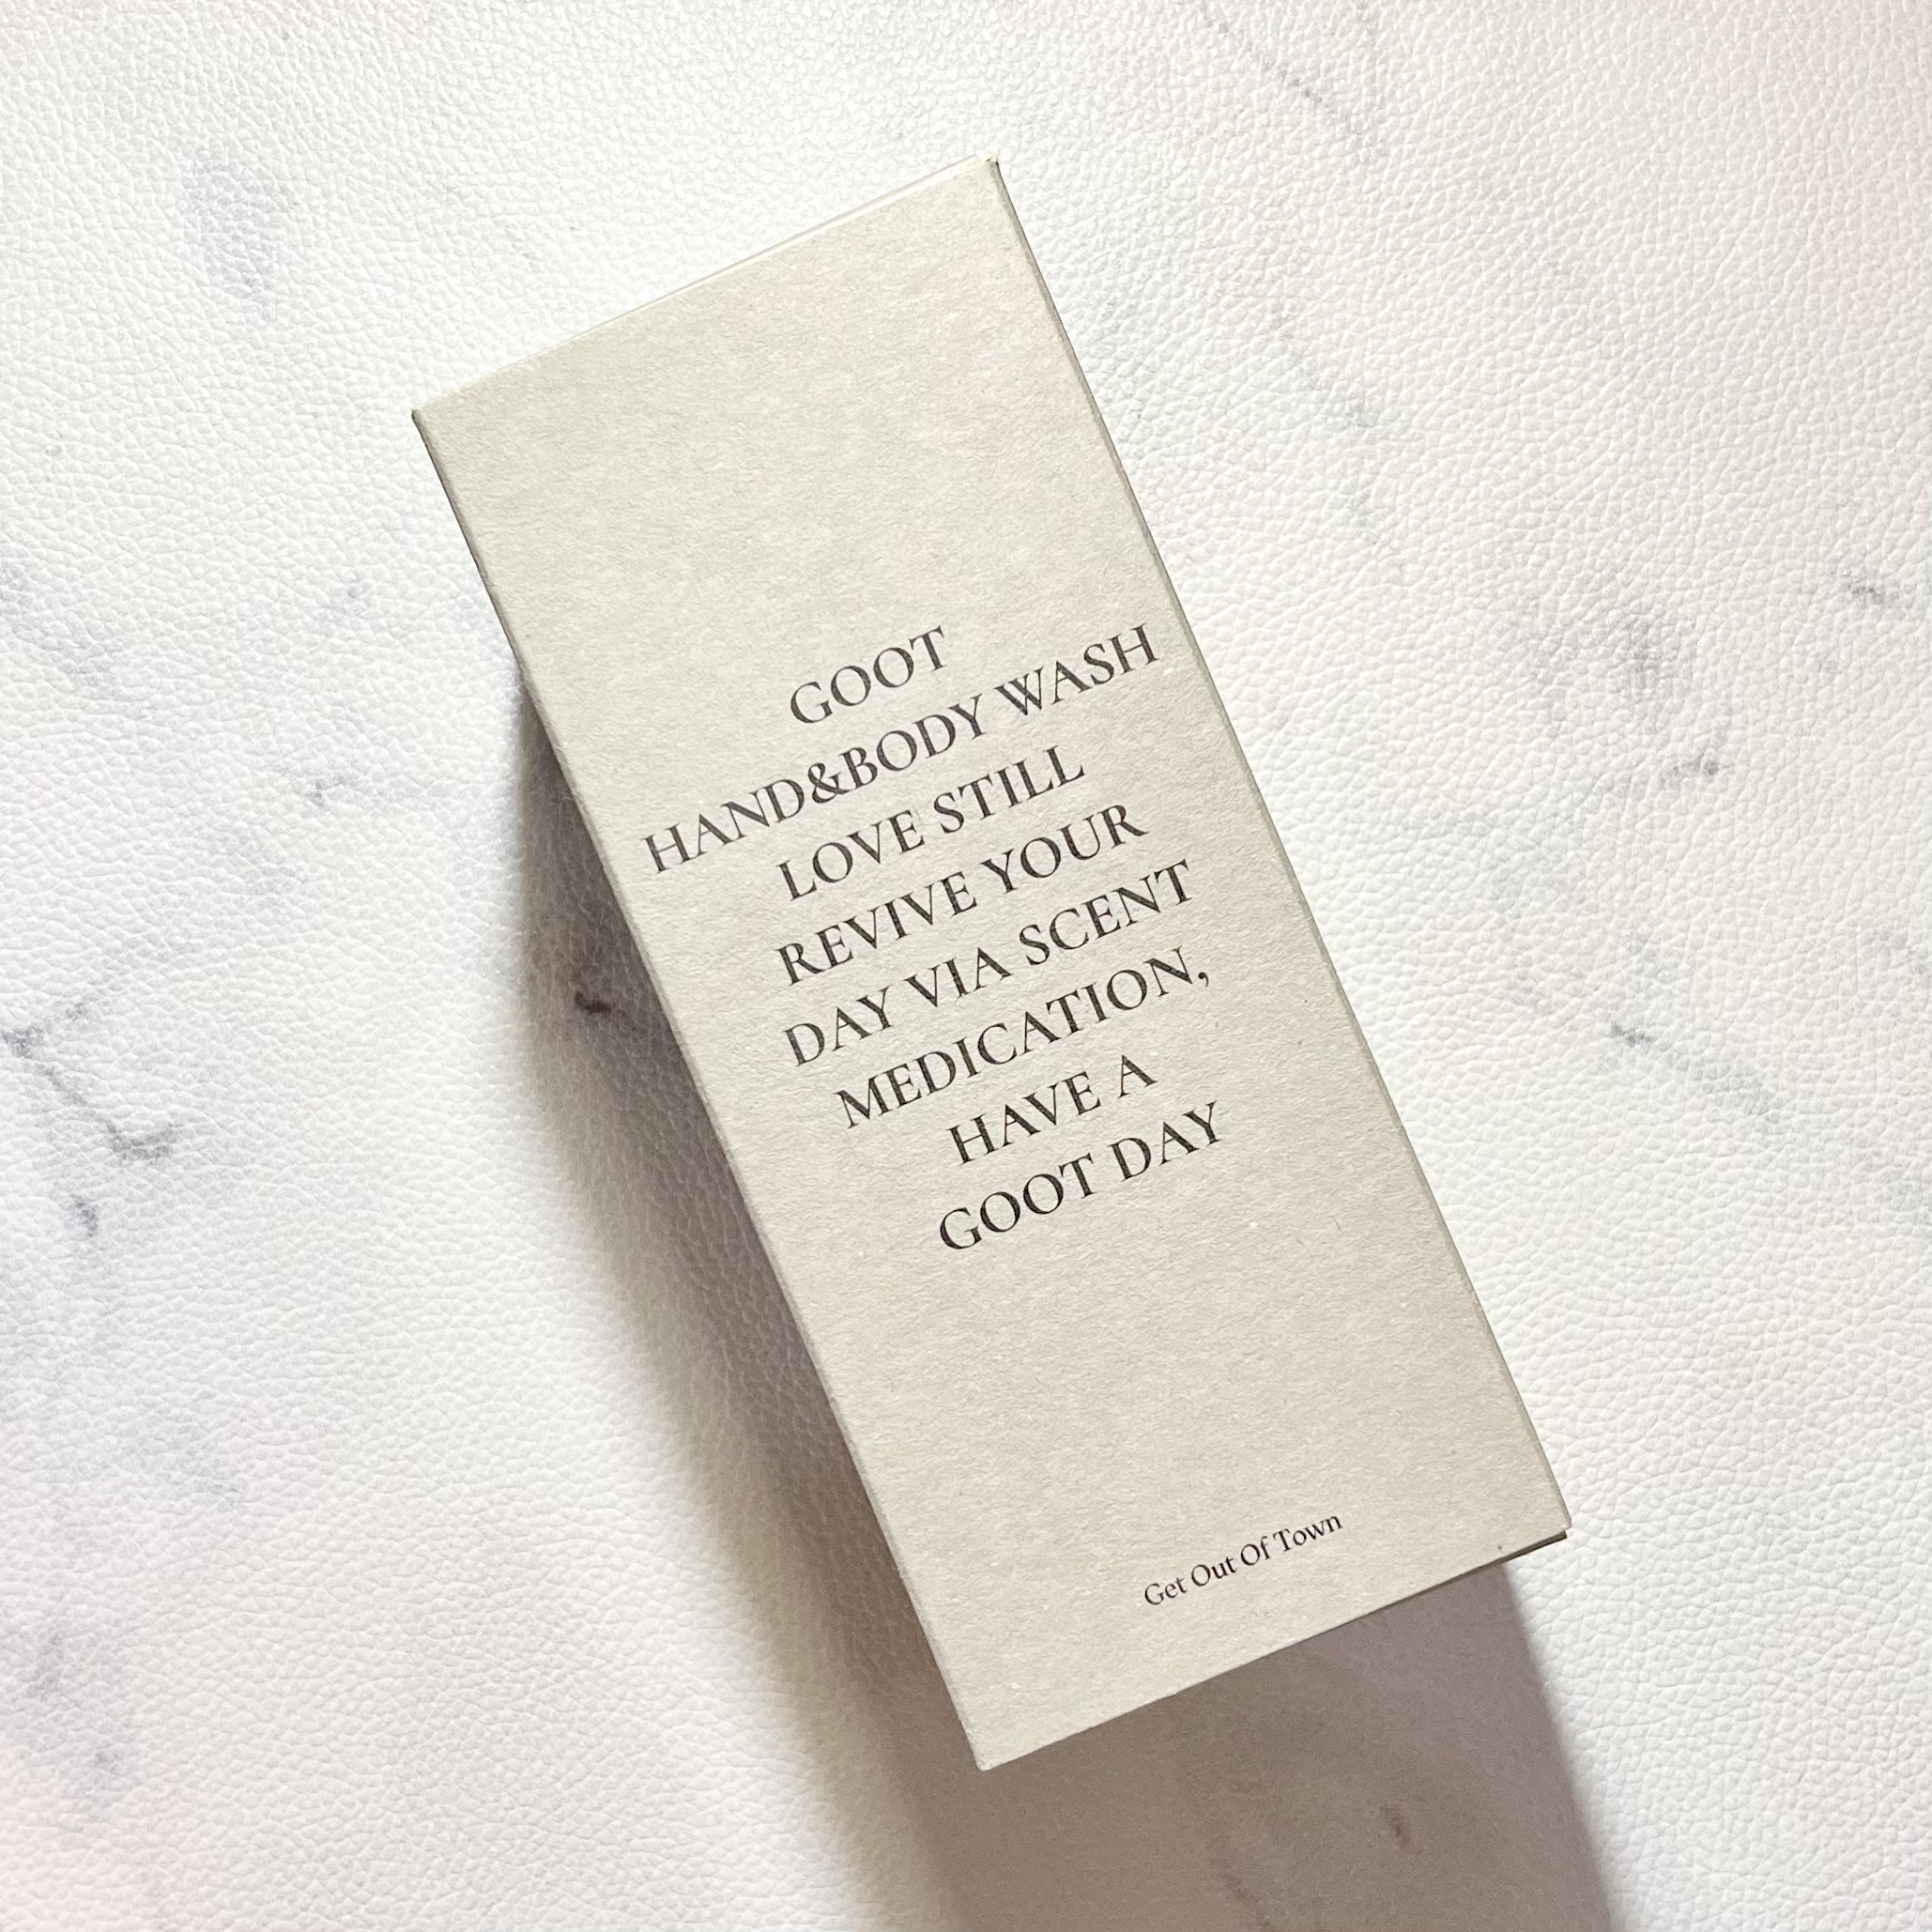 GOOT
HAND&BODY WASH
LOVE STILL
REVIVE YOUR
DAY VIA SCENT
MEDICATION,
HAVE A
GOOT DAY
Get Out Of Town